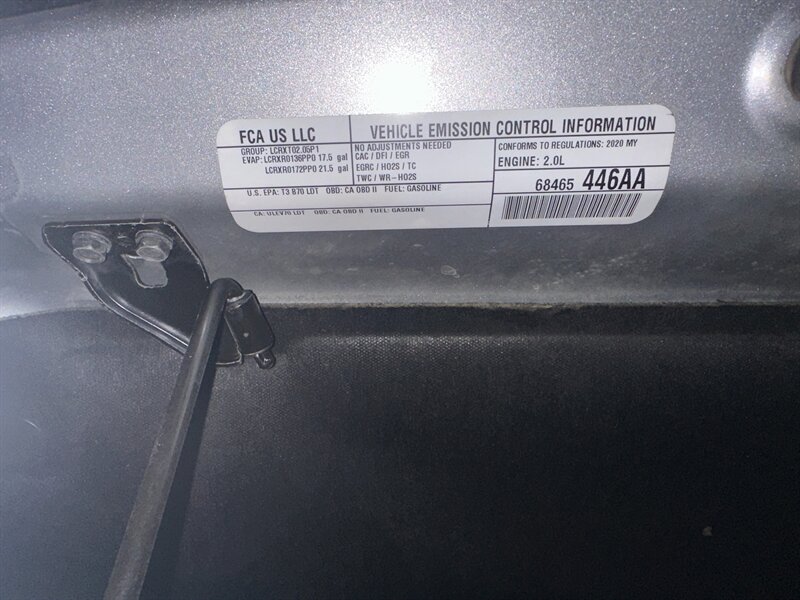 FCA US LLC
GROUP: LCRXT02.05P1
EVAP: LCRXR0136PP0 17.5 gal
LCRXR0172PP0 21.5 gal
U.S. EPA: T3 B70 LDT OBD: CA OBD II FUEL: GASOLINE
CA: ULEV70 LDT OBD: CA OBD II FUEL: GASOLINE
VEHICLE EMISSION CONTROL INFORMATION
NO ADJUSTMENTS NEEDED
CAC / DFI / EGR
EGRC / HO2S / TC
TWC / WR-HO2S
CONFORMS TO REGULATIONS: 2020 MY
ENGINE: 2.0L
68465 446AA